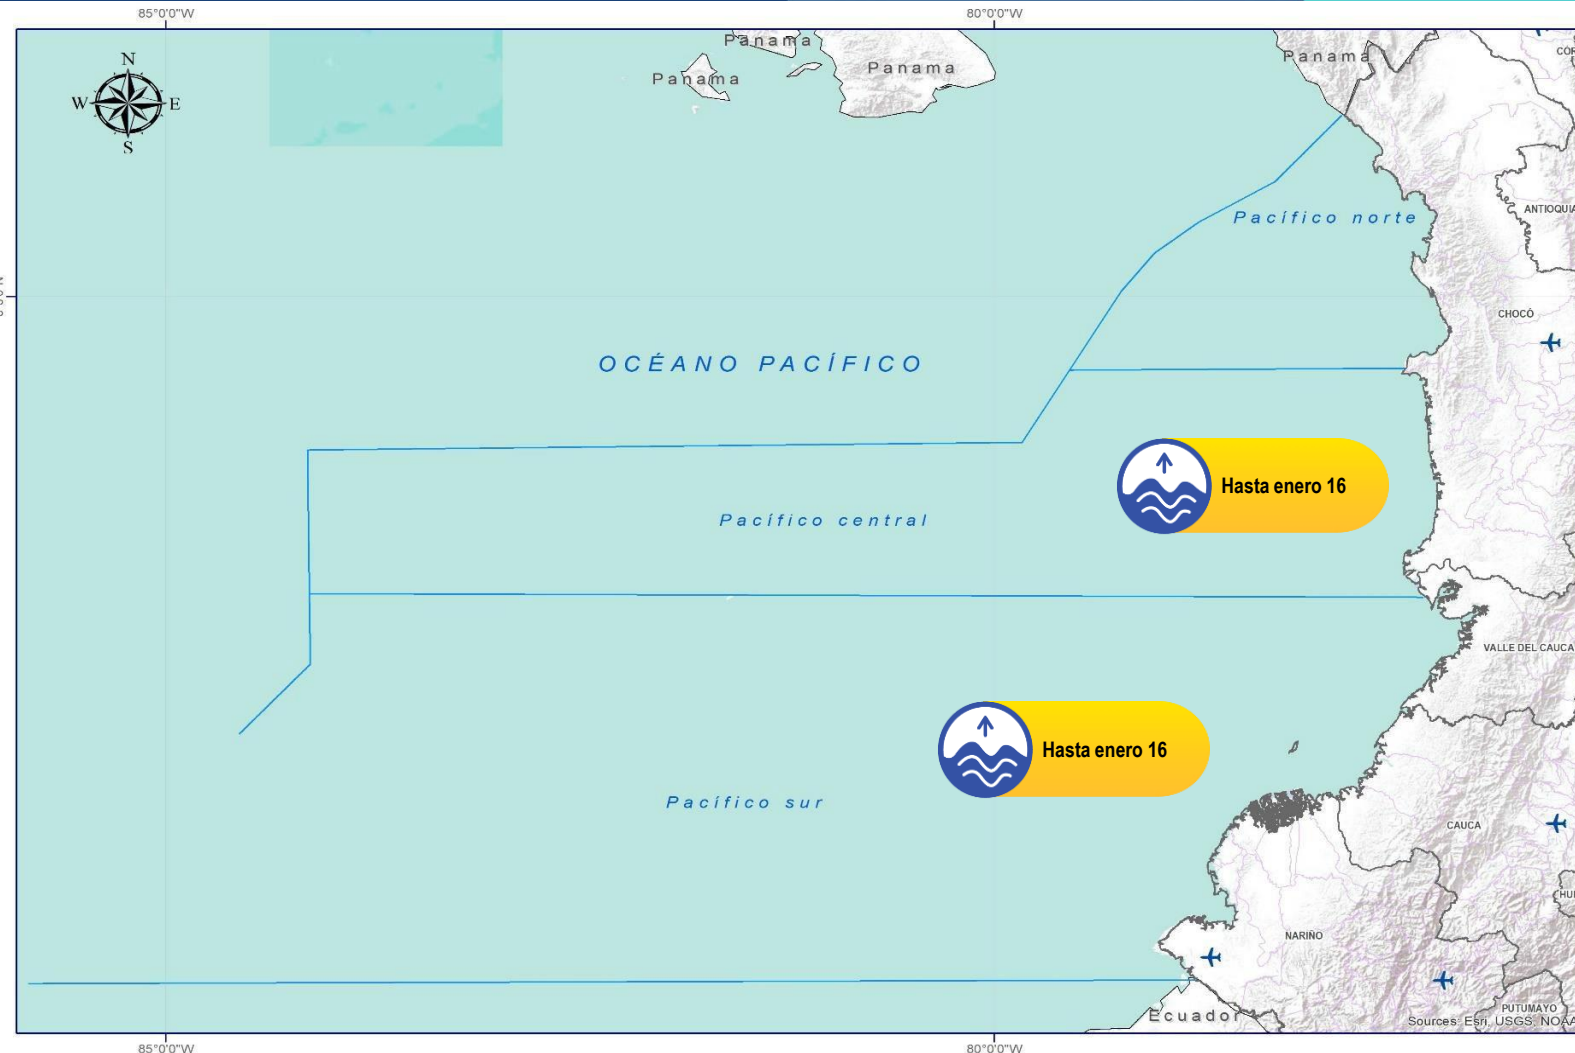 85°0'0"W
80°0'0"W
N
W
E
S
Panama
Panama
Panama
Panama
ANTIOQUIA
Pacífico norte
CHOCÓ
OCÉANO PACÍFICO
Hasta enero 16
Pacífico central
VALLE DEL CAUCA
Hasta enero 16
Pacífico sur
CAUCA
NARIÑO
PUTUMAYO
Ecuador
Sources: Esri, USGS, NOAA
85°0'0"W
80°0'0"W